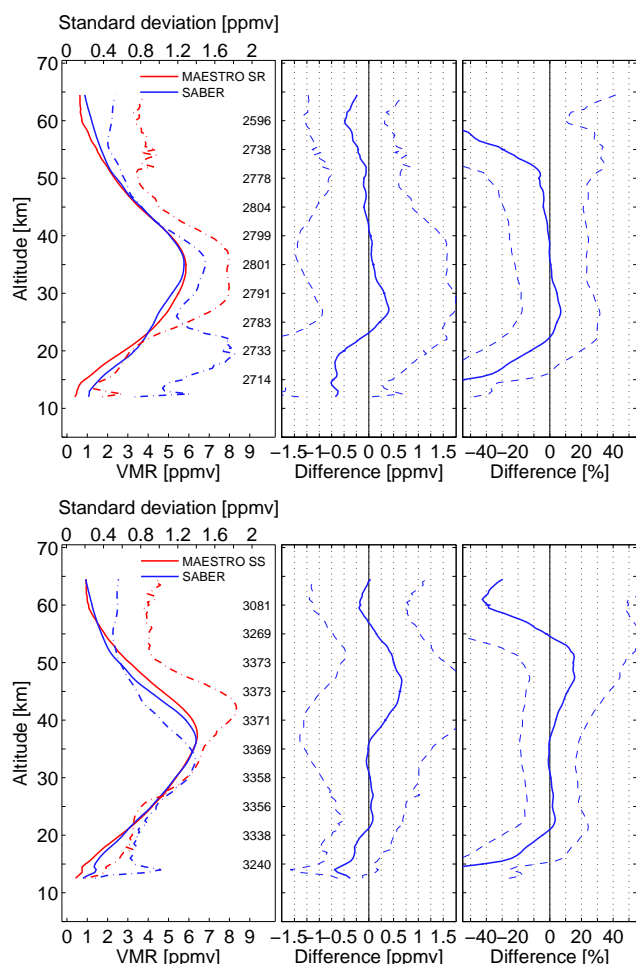 Standard deviation [ppmv]
0 0.4 0.8 1.2 1.6 2
MAESTRO SR
SABER
Altitude [km]
70
60
50
40
30
20
10
2596
2738
2778
2804
2799
2801
2791
2783
2733
2714
0 1 2 3 4 5 6 7 8 9
VMR [ppmv]
−1.5 −1 −0.5 0 0.5 1 1.5
Difference [ppmv]
−40 −20 0 20 40
Difference [%]
Standard deviation [ppmv]
0 0.4 0.8 1.2 1.6 2
MAESTRO SS
SABER
Altitude [km]
70
60
50
40
30
20
10
3081
3269
3373
3373
3371
3369
3358
3356
3338
3240
0 1 2 3 4 5 6 7 8 9
VMR [ppmv]
−1.5 −1 −0.5 0 0.5 1 1.5
Difference [ppmv]
−40 −20 0 20 40
Difference [%]